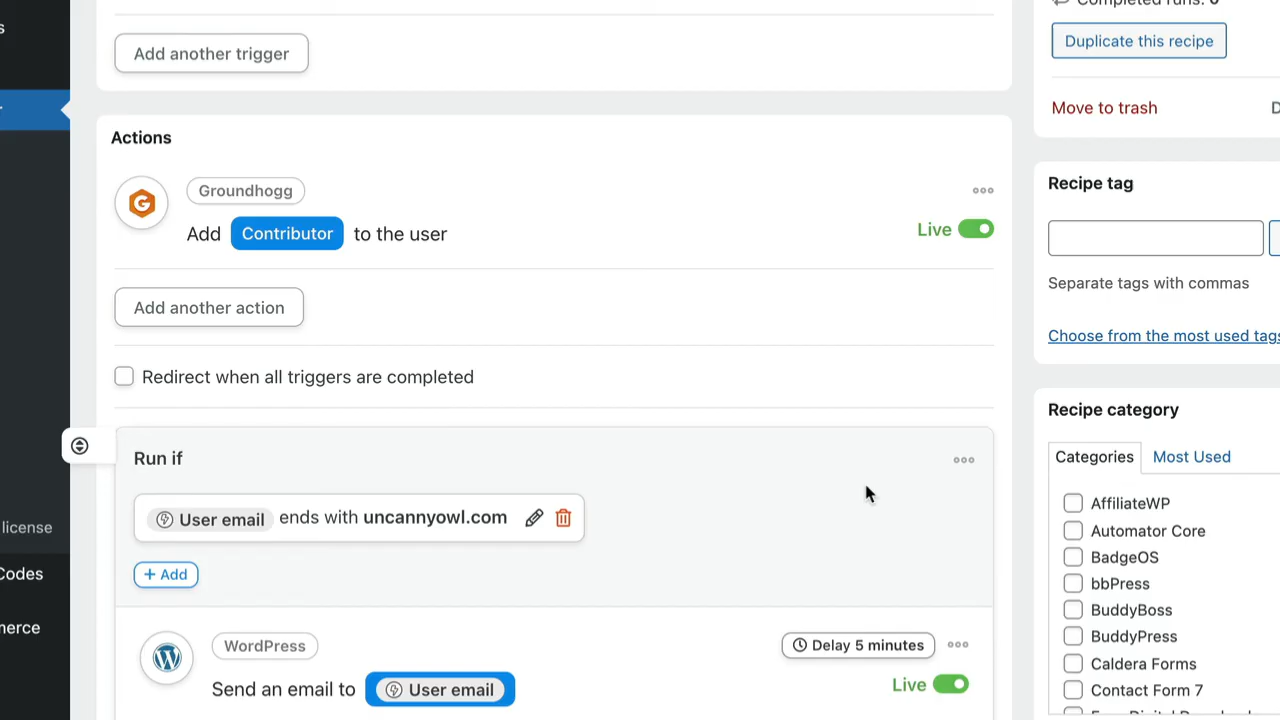 s
Completed runs: 0
Duplicate this recipe
Add another trigger
Move to trash
D
Actions
Groundhogg
Add Contributor to the user
Live
Recipe tag
Add another action
Separate tags with commas
Choose from the most used tags
Redirect when all triggers are completed
Recipe category
Run if
Categories
Most Used
User email ends with uncannyowl.com
AffiliateWP
license
Automator Core
BadgeOS
Codes
+ Add
bbPress
BuddyBoss
merce
BuddyPress
WordPress
Delay 5 minutes
Caldera Forms
Send an email to User email
Live
Contact Form 7